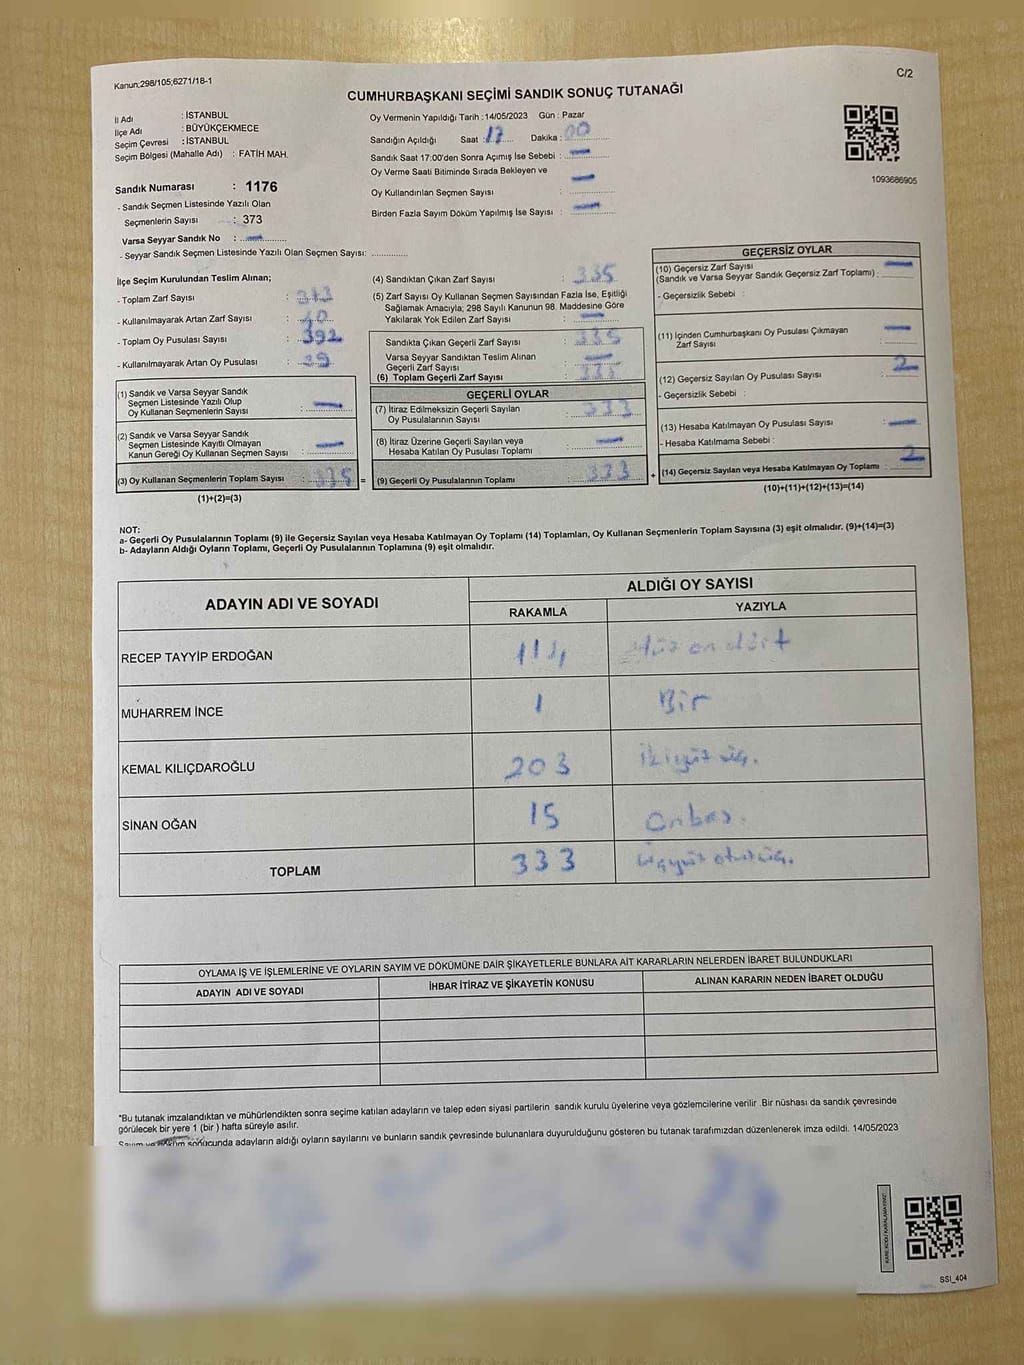 Kanun:298/105;6271/18-1
C/2
CUMHURBAŞKANI SEÇİMİ SANDIK SONUÇ TUTANAĞI
İl Adı : İSTANBUL
İlçe Adı : BÜYÜKÇEKMECE
Seçim Çevresi : İSTANBUL
Seçim Bölgesi (Mahalle Adı) : FATİH MAH.
Sandık Numarası : 1176
- Sandık Seçmen Listesinde Yazılı Olan
Seçmenlerin Sayısı : 373
Varsa Seyyar Sandık No : —
- Seyyar Sandık Seçmen Listesinde Yazılı Olan Seçmen Sayısı:
Oy Vermenin Yapıldığı Tarih :14/05/2023 Gün : Pazar
Sandığın Açıldığı Saat : 17 Dakika : 00
Sandık Saat 17:00'den Sonra Açımış İse Sebebi : —
Oy Verme Saati Bitiminde Sırada Bekleyen ve —
Oy Kullandırılan Seçmen Sayısı :
Birden Fazla Sayım Döküm Yapılmış İse Sayısı : —
1093686905
İlçe Seçim Kurulundan Teslim Alınan;
- Toplam Zarf Sayısı :
- Kullanılmayarak Artan Zarf Sayısı : 40
- Toplam Oy Pusulası Sayısı : 392
- Kullanılmayarak Artan Oy Pusulası :
(1) Sandık ve Varsa Seyyar Sandık
Seçmen Listesinde Yazılı Olup
Oy Kullanan Seçmenlerin Sayısı : —
(2) Sandık ve Varsa Seyyar Sandık
Seçmen Listesinde Kayıtlı Olmayan
Kanun Gereği Oy Kullanan Seçmen Sayısı : —
(3) Oy Kullanan Seçmenlerin Toplam Sayısı : 335 =
(1)+(2)=(3)
(4) Sandıktan Çıkan Zarf Sayısı : 335
(5) Zarf Sayısı Oy Kullanan Seçmen Sayısından Fazla İse, Eşitliği
Sağlamak Amacıyla; 298 Sayılı Kanunun 98. Maddesine Göre
Yakılarak Yok Edilen Zarf Sayısı : —
Sandıkta Çıkan Geçerli Zarf Sayısı : 335
Varsa Seyyar Sandıktan Teslim Alınan
Geçerli Zarf Sayısı : —
(6) Toplam Geçerli Zarf Sayısı : 335
GEÇERLİ OYLAR
(7) İtiraz Edilmeksizin Geçerli Sayılan
Oy Pusulalarının Sayısı : 333
(8) İtiraz Üzerine Geçerli Sayılan veya
Hesaba Katılan Oy Pusulası Toplamı : —
(9) Geçerli Oy Pusulalarının Toplamı : 333 +
GEÇERSİZ OYLAR
(10) Geçersiz Zarf Sayısı
(Sandık ve Varsa Seyyar Sandık Geçersiz Zarf Toplamı) : —
- Geçersizlik Sebebi :
(11) İçinden Cumhurbaşkanı Oy Pusulası Çıkmayan
Zarf Sayısı : —
(12) Geçersiz Sayılan Oy Pusulası Sayısı : 2
- Geçersizlik Sebebi :
(13) Hesaba Katılmayan Oy Pusulası Sayısı : —
- Hesaba Katılmama Sebebi :
(14) Geçersiz Sayılan veya Hesaba Katılmayan Oy Toplamı : 2
(10)+(11)+(12)+(13)=(14)
NOT:
a- Geçerli Oy Pusulalarının Toplamı (9) ile Geçersiz Sayılan veya Hesaba Katılmayan Oy Toplamı (14) Toplamları, Oy Kullanan Seçmenlerin Toplam Sayısına (3) eşit olmalıdır. (9)+(14)=(3)
b- Adayların Aldığı Oyların Toplamı, Geçerli Oy Pusulalarının Toplamına (9) eşit olmalıdır.
ADAYIN ADI VE SOYADI
ALDIĞI OY SAYISI
RAKAMLA YAZIYLA
RECEP TAYYİP ERDOĞAN 114 Yüz on dört
MUHARREM İNCE 1 Bir
KEMAL KILIÇDAROĞLU 203 ikiyüz üç.
SİNAN OĞAN 15 Onbeş.
TOPLAM 333 üçyüz otuz üç.
OYLAMA İŞ VE İŞLEMLERİNE VE OYLARIN SAYIM VE DÖKÜMÜNE DAİR ŞİKAYETLERLE BUNLARA AİT KARARLARIN NELERDEN İBARET BULUNDUKLARI
ADAYIN ADI VE SOYADI İHBAR İTİRAZ VE ŞİKAYETİN KONUSU ALINAN KARARIN NEDEN İBARET OLDUĞU
*Bu tutanak imzalandıktan ve mühürlendikten sonra seçime katılan adayların ve talep eden siyasi partilerin sandık kurulu üyelerine veya gözlemcilerine verilir .Bir nüshası da sandık çevresinde
görülecek bir yere 1 (bir ) hafta süreyle asılır.
Sayım ve döküm sonucunda adayların aldığı oyların sayılarını ve bunların sandık çevresinde bulunanlara duyurulduğunu gösteren bu tutanak tarafımızdan düzenlenerek imza edildi. 14/05/2023
KARE KODU KARALAMAYINIZ!
SSI_404